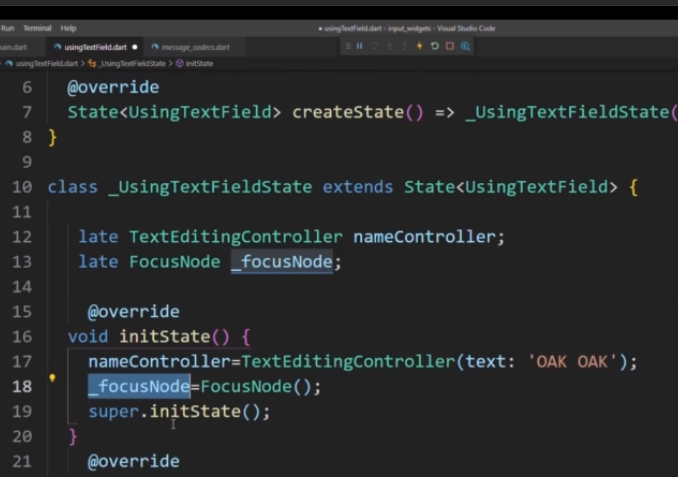 Run Terminal Help
usingTextField.dart - input_widgets - Visual Studio Code
main.dart usingTextField.dart message_codecs.dart
usingTextField.dart > _UsingTextFieldState > initState
6 @override
7 State<UsingTextField> createState() => _UsingTextFieldState(
8 }
9
10 class _UsingTextFieldState extends State<UsingTextField> {
11
12 late TextEditingController nameController;
13 late FocusNode _focusNode;
14
15 @override
16 void initState() {
17 nameController=TextEditingController(text: 'OAK OAK');
18 _focusNode=FocusNode();
19 super.initState();
20 }
21 @override